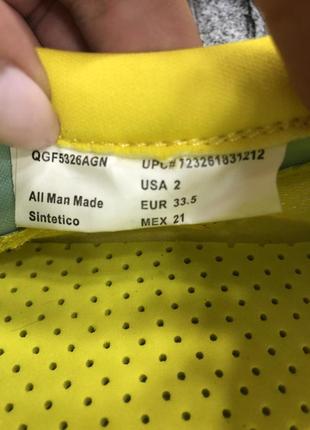 QGF5326AGN UPC# 723261831212
USA 2
All Man Made EUR 33.5
Sintetico MEX 21